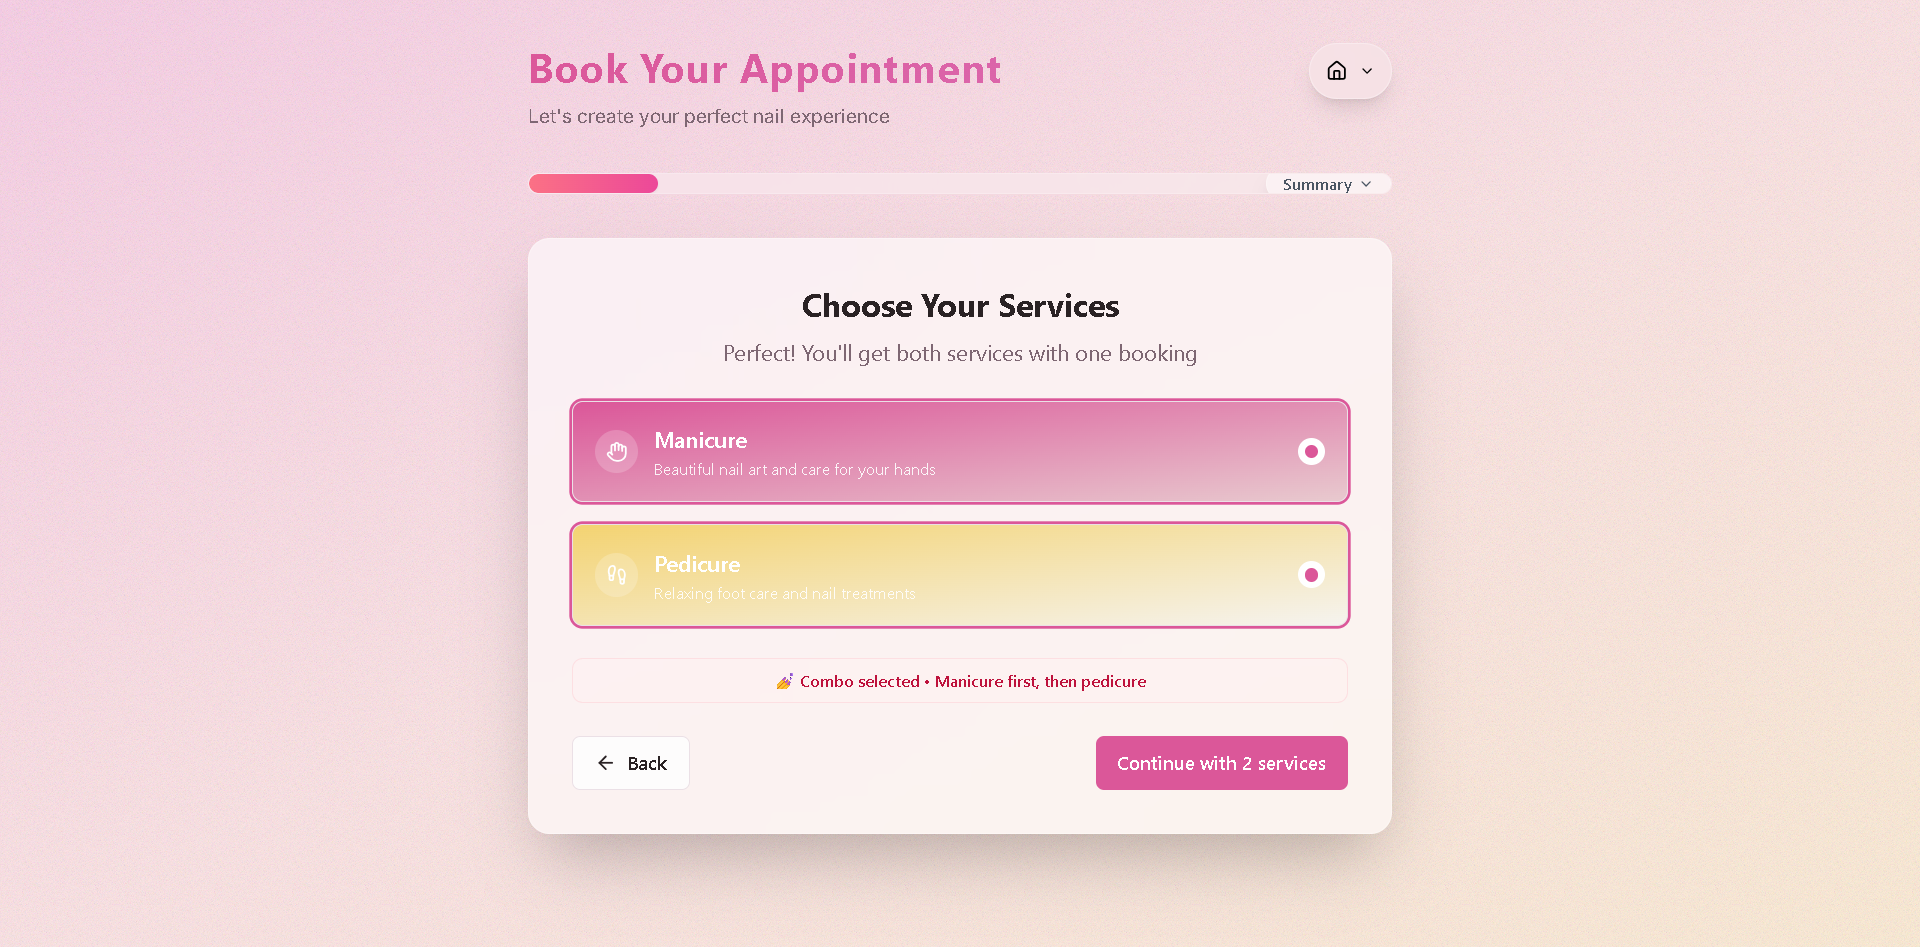 Book Your Appointment
Let's create your perfect nail experience
Summary
Choose Your Services
Perfect! You'll get both services with one booking
Manicure
Beautiful nail art and care for your hands
Pedicure
Relaxing foot care and nail treatments
💅 Combo selected • Manicure first, then pedicure
Back
Continue with 2 services